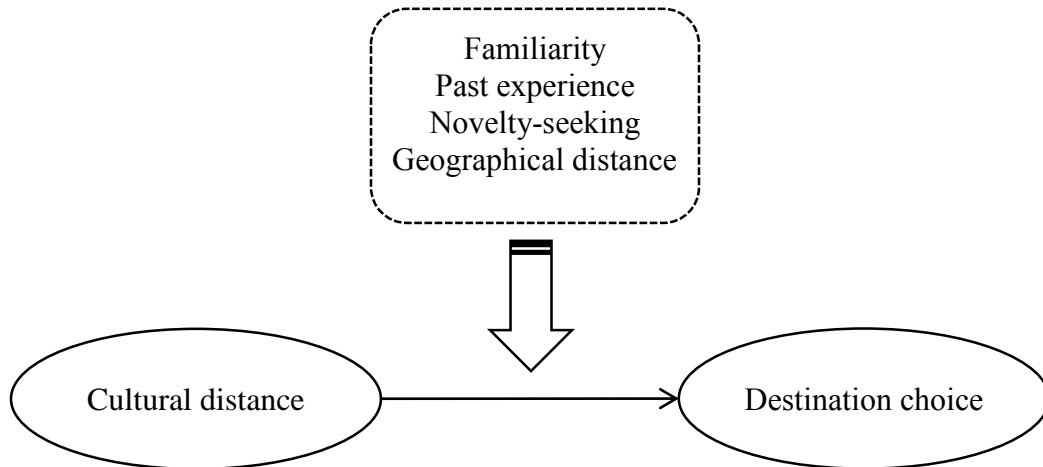 Familiarity
Past experience
Novelty-seeking
Geographical distance
Cultural distance
Destination choice